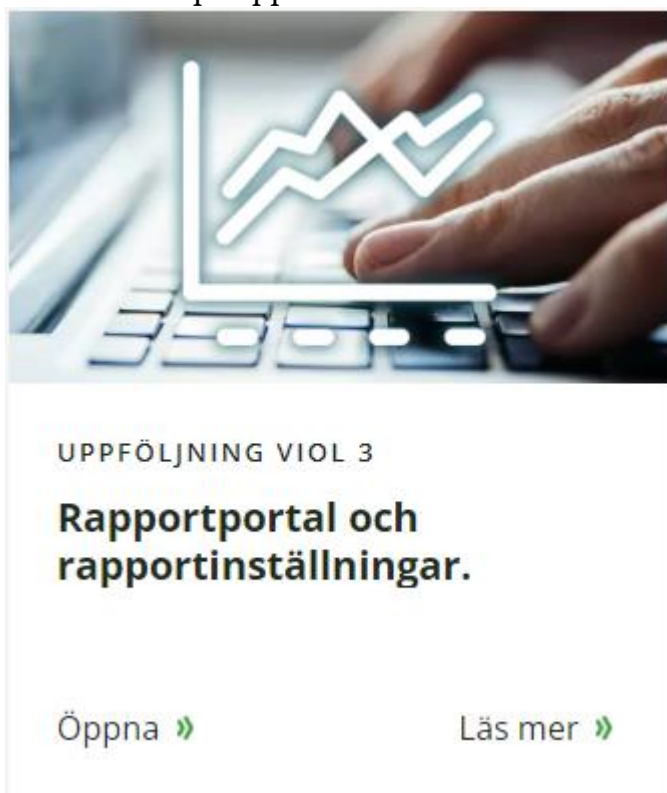 UPPFÖLJNING VIOL 3
Rapportportal och
rapportinställningar.
Öppna »
Läs mer »